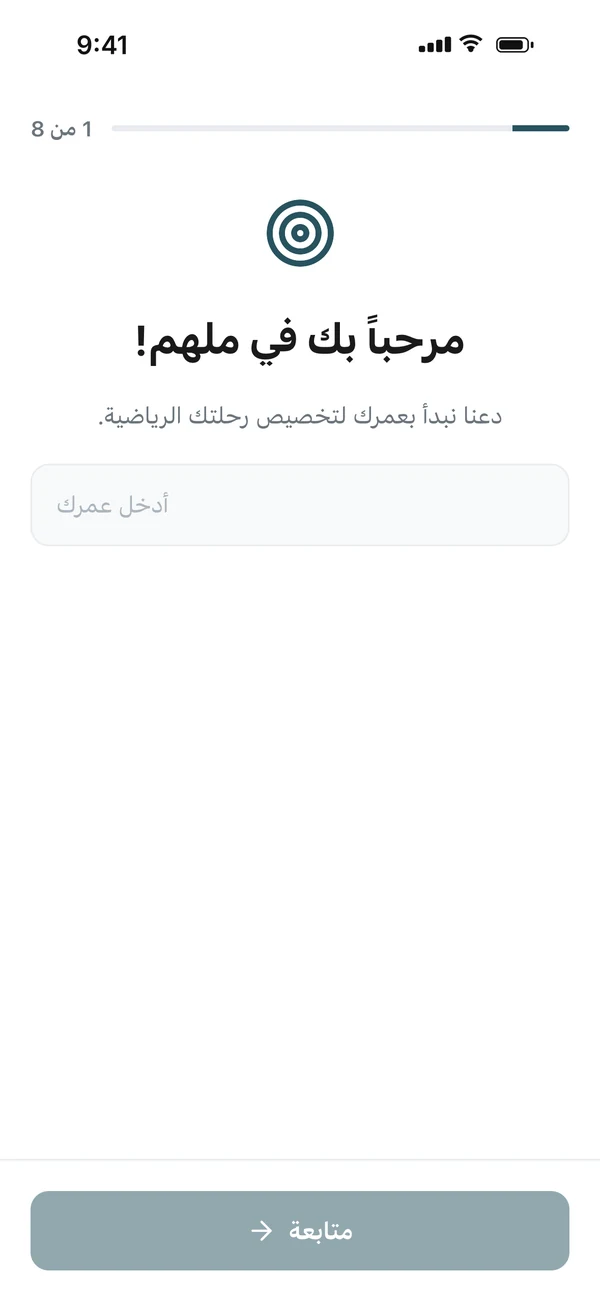 9:41
1 من 8
مرحباً بك في ملهم!
دعنا نبدأ بعمرك لتخصيص رحلتك الرياضية.
أدخل عمرك
متابعة →